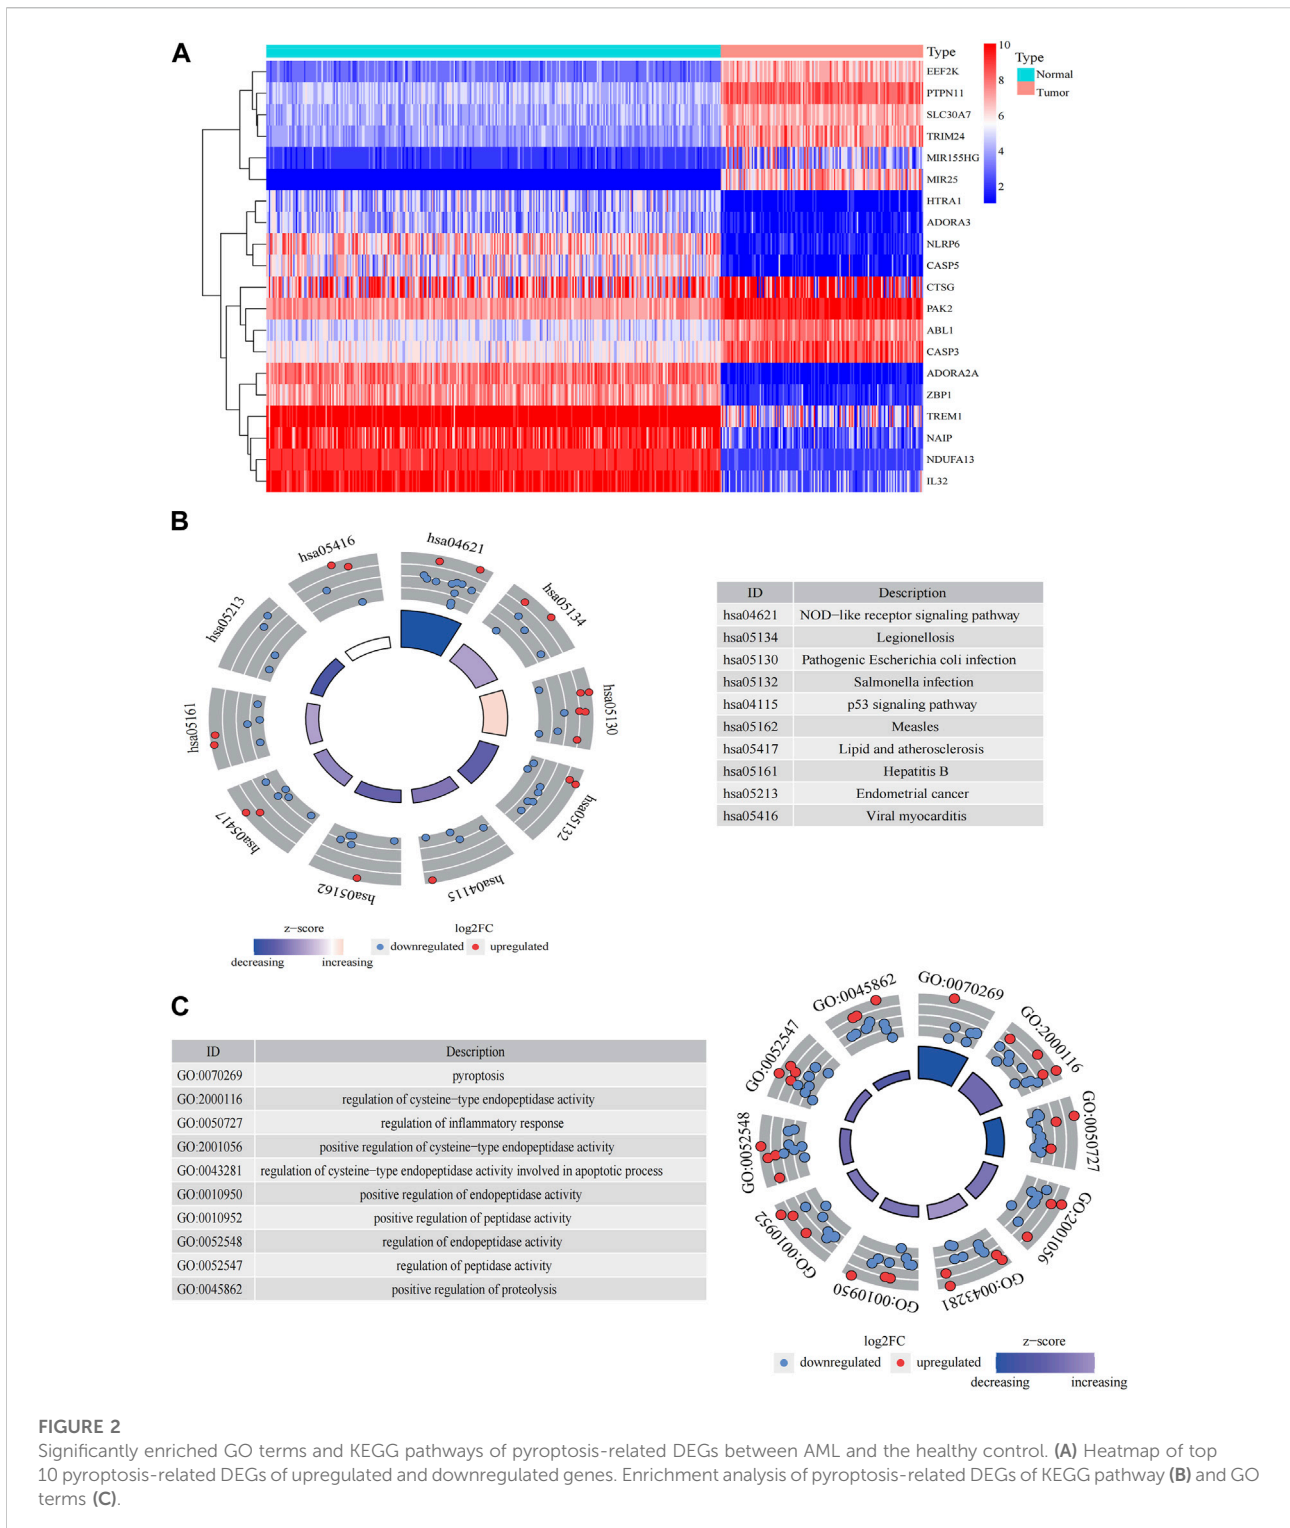 A
Type
EEF2K
PTPN11
SLC30A7
TRIM24
MIR155HG
MIR25
HTRA1
ADORA3
NLRP6
CASP5
CTSG
PAK2
ABL1
CASP3
ADORA2A
ZBP1
TREM1
NAIP
NDUFA13
IL32
10
8
6
4
2
Type
Normal
Tumor
B
hsa04621
hsa05134
hsa05130
hsa05132
hsa04115
hsa05162
hsa05417
hsa05161
hsa05213
hsa05416
z−score
decreasing increasing
log2FC
downregulated upregulated
ID Description
hsa04621 NOD−like receptor signaling pathway
hsa05134 Legionellosis
hsa05130 Pathogenic Escherichia coli infection
hsa05132 Salmonella infection
hsa04115 p53 signaling pathway
hsa05162 Measles
hsa05417 Lipid and atherosclerosis
hsa05161 Hepatitis B
hsa05213 Endometrial cancer
hsa05416 Viral myocarditis
C
ID Description
GO:0070269 pyroptosis
GO:2000116 regulation of cysteine−type endopeptidase activity
GO:0050727 regulation of inflammatory response
GO:2001056 positive regulation of cysteine−type endopeptidase activity
GO:0043281 regulation of cysteine−type endopeptidase activity involved in apoptotic process
GO:0010950 positive regulation of endopeptidase activity
GO:0010952 positive regulation of peptidase activity
GO:0052548 regulation of endopeptidase activity
GO:0052547 regulation of peptidase activity
GO:0045862 positive regulation of proteolysis
GO:0070269
GO:2000116
GO:0050727
GO:2001056
GO:0043281
GO:0010950
GO:0010952
GO:0052548
GO:0052547
GO:0045862
log2FC
downregulated upregulated
z−score
decreasing increasing
FIGURE 2
Significantly enriched GO terms and KEGG pathways of pyroptosis-related DEGs between AML and the healthy control. (A) Heatmap of top
10 pyroptosis-related DEGs of upregulated and downregulated genes. Enrichment analysis of pyroptosis-related DEGs of KEGG pathway (B) and GO
terms (C).